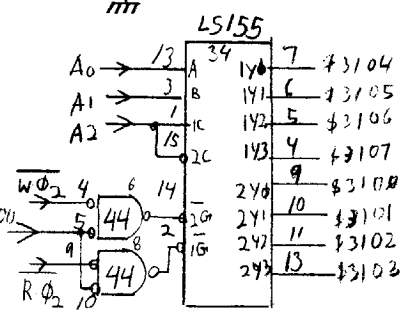 LS155
34
A0 13 A 1Y0 7 $3104
A1 3 B 1Y1 6 $3105
A2 1 1C 1Y2 5 $3106
15 2C 1Y3 4 $3107
2Y0 9 $3100
W̅Φ̅₂ 4 6 14 2G̅ 2Y1 10 $3101
5 44 2 1G̅ 2Y2 11 $3102
9 8 2Y3 13 $3103
R̅Φ̅₂ 10 44